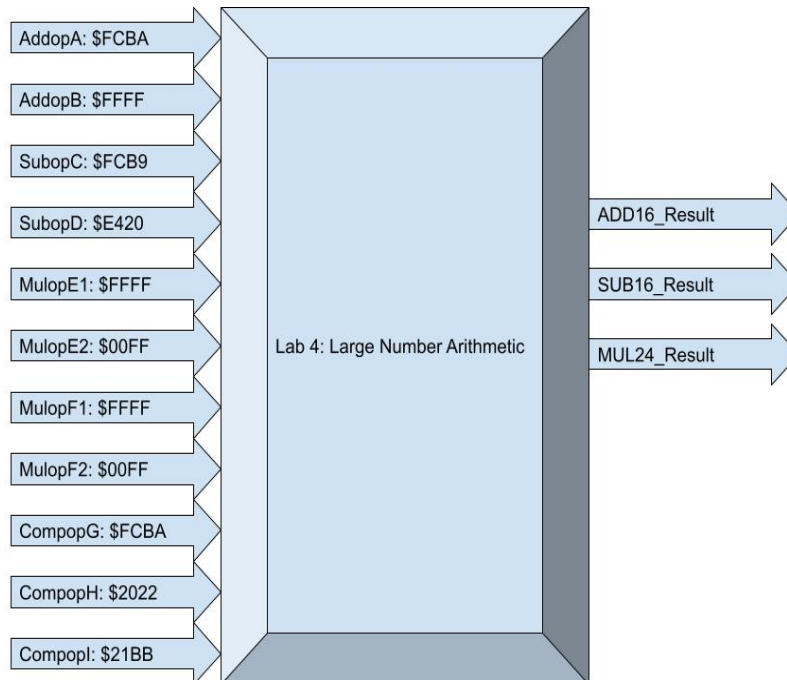 AddopA: $FCBA
AddopB: $FFFF
SubopC: $FCB9
SubopD: $E420
MulopE1: $FFFF
MulopE2: $00FF
MulopF1: $FFFF
MulopF2: $00FF
CompopG: $FCBA
CompopH: $2022
CompopI: $21BB
Lab 4: Large Number Arithmetic
ADD16_Result
SUB16_Result
MUL24_Result